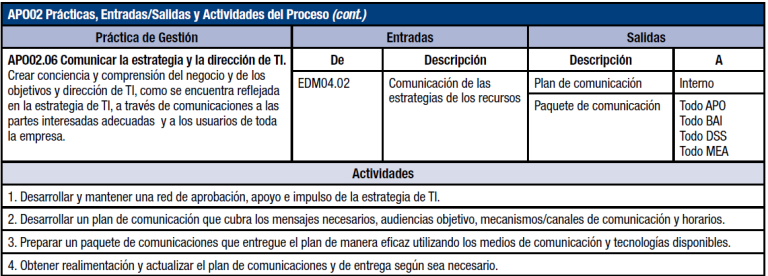 APO02 Prácticas, Entradas/Salidas y Actividades del Proceso (cont.)
Práctica de Gestión Entradas Salidas
APO02.06 Comunicar la estrategia y la dirección de TI. De Descripción Descripción A
Crear conciencia y comprensión del negocio y de los EDM04.02 Comunicación de las Plan de comunicación Interno
objetivos y dirección de TI, como se encuentra reflejada estrategias de los recursos
en la estrategia de TI, a través de comunicaciones a las Paquete de comunicación Todo APO
partes interesadas adecuadas y a los usuarios de toda Todo BAI
la empresa. Todo DSS
Todo MEA
Actividades
1. Desarrollar y mantener una red de aprobación, apoyo e impulso de la estrategia de TI.
2. Desarrollar un plan de comunicación que cubra los mensajes necesarios, audiencias objetivo, mecanismos/canales de comunicación y horarios.
3. Preparar un paquete de comunicaciones que entregue el plan de manera eficaz utilizando los medios de comunicación y tecnologías disponibles.
4. Obtener realimentación y actualizar el plan de comunicaciones y de entrega según sea necesario.